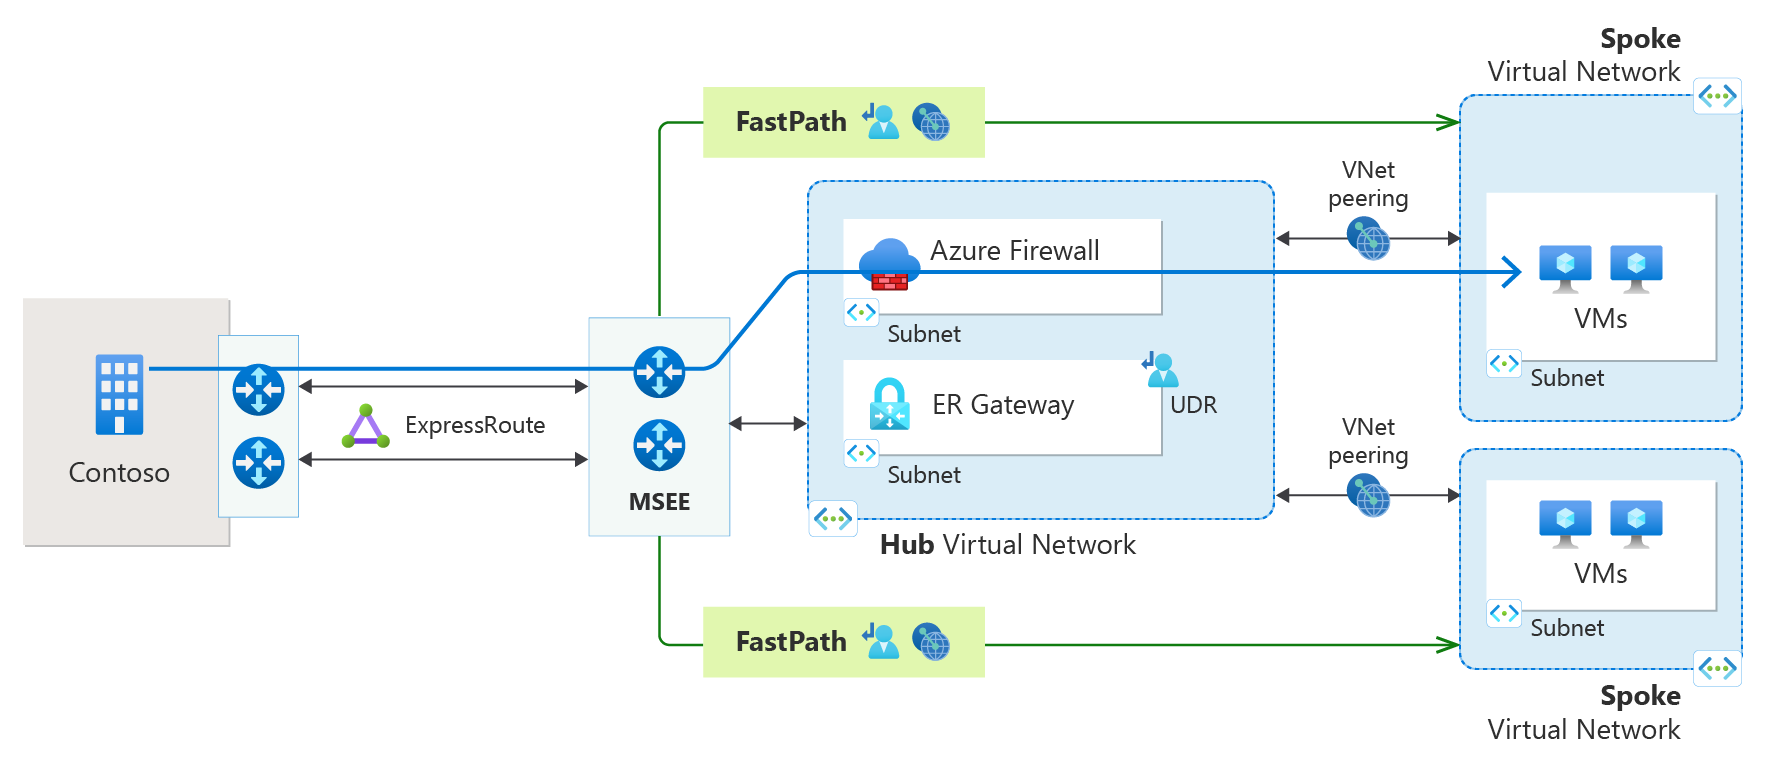 Spoke
Virtual Network
FastPath
VNet
peering
Azure Firewall
Subnet
VMs
Subnet
ER Gateway
UDR
Subnet
ExpressRoute
Contoso
MSEE
Hub Virtual Network
VNet
peering
VMs
Subnet
FastPath
Spoke
Virtual Network